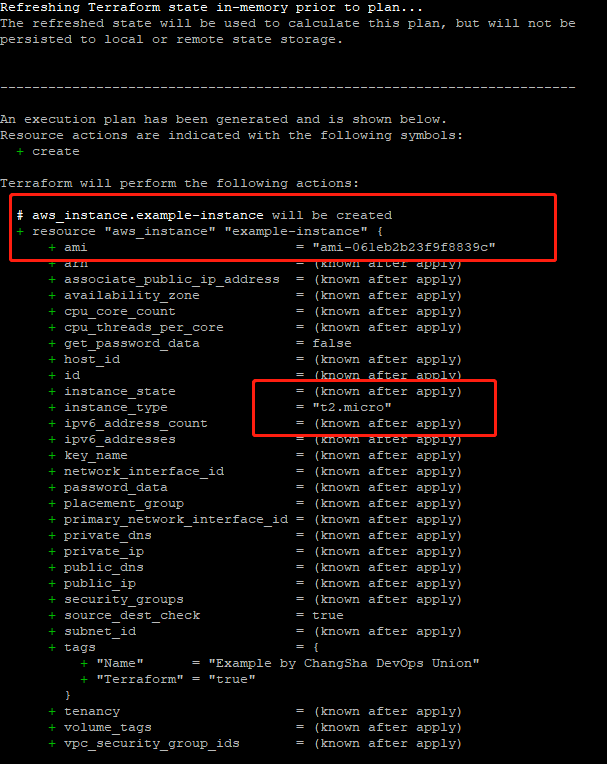 Refreshing Terraform state in-memory prior to plan...
The refreshed state will be used to calculate this plan, but will not be
persisted to local or remote state storage.
------------------------------------------------------------------------
An execution plan has been generated and is shown below.
Resource actions are indicated with the following symbols:
  + create
Terraform will perform the following actions:
  # aws_instance.example-instance will be created
  + resource "aws_instance" "example-instance" {
      + ami                          = "ami-061eb2b23f9f8839c"
      + arn                          = (known after apply)
      + associate_public_ip_address  = (known after apply)
      + availability_zone            = (known after apply)
      + cpu_core_count               = (known after apply)
      + cpu_threads_per_core         = (known after apply)
      + get_password_data            = false
      + host_id                      = (known after apply)
      + id                           = (known after apply)
      + instance_state               = (known after apply)
      + instance_type                = "t2.micro"
      + ipv6_address_count           = (known after apply)
      + ipv6_addresses               = (known after apply)
      + key_name                     = (known after apply)
      + network_interface_id         = (known after apply)
      + password_data                = (known after apply)
      + placement_group              = (known after apply)
      + primary_network_interface_id = (known after apply)
      + private_dns                  = (known after apply)
      + private_ip                   = (known after apply)
      + public_dns                   = (known after apply)
      + public_ip                    = (known after apply)
      + security_groups              = (known after apply)
      + source_dest_check            = true
      + subnet_id                    = (known after apply)
      + tags                         = {
          + "Name"      = "Example by ChangSha DevOps Union"
          + "Terraform" = "true"
        }
      + tenancy                      = (known after apply)
      + volume_tags                  = (known after apply)
      + vpc_security_group_ids       = (known after apply)